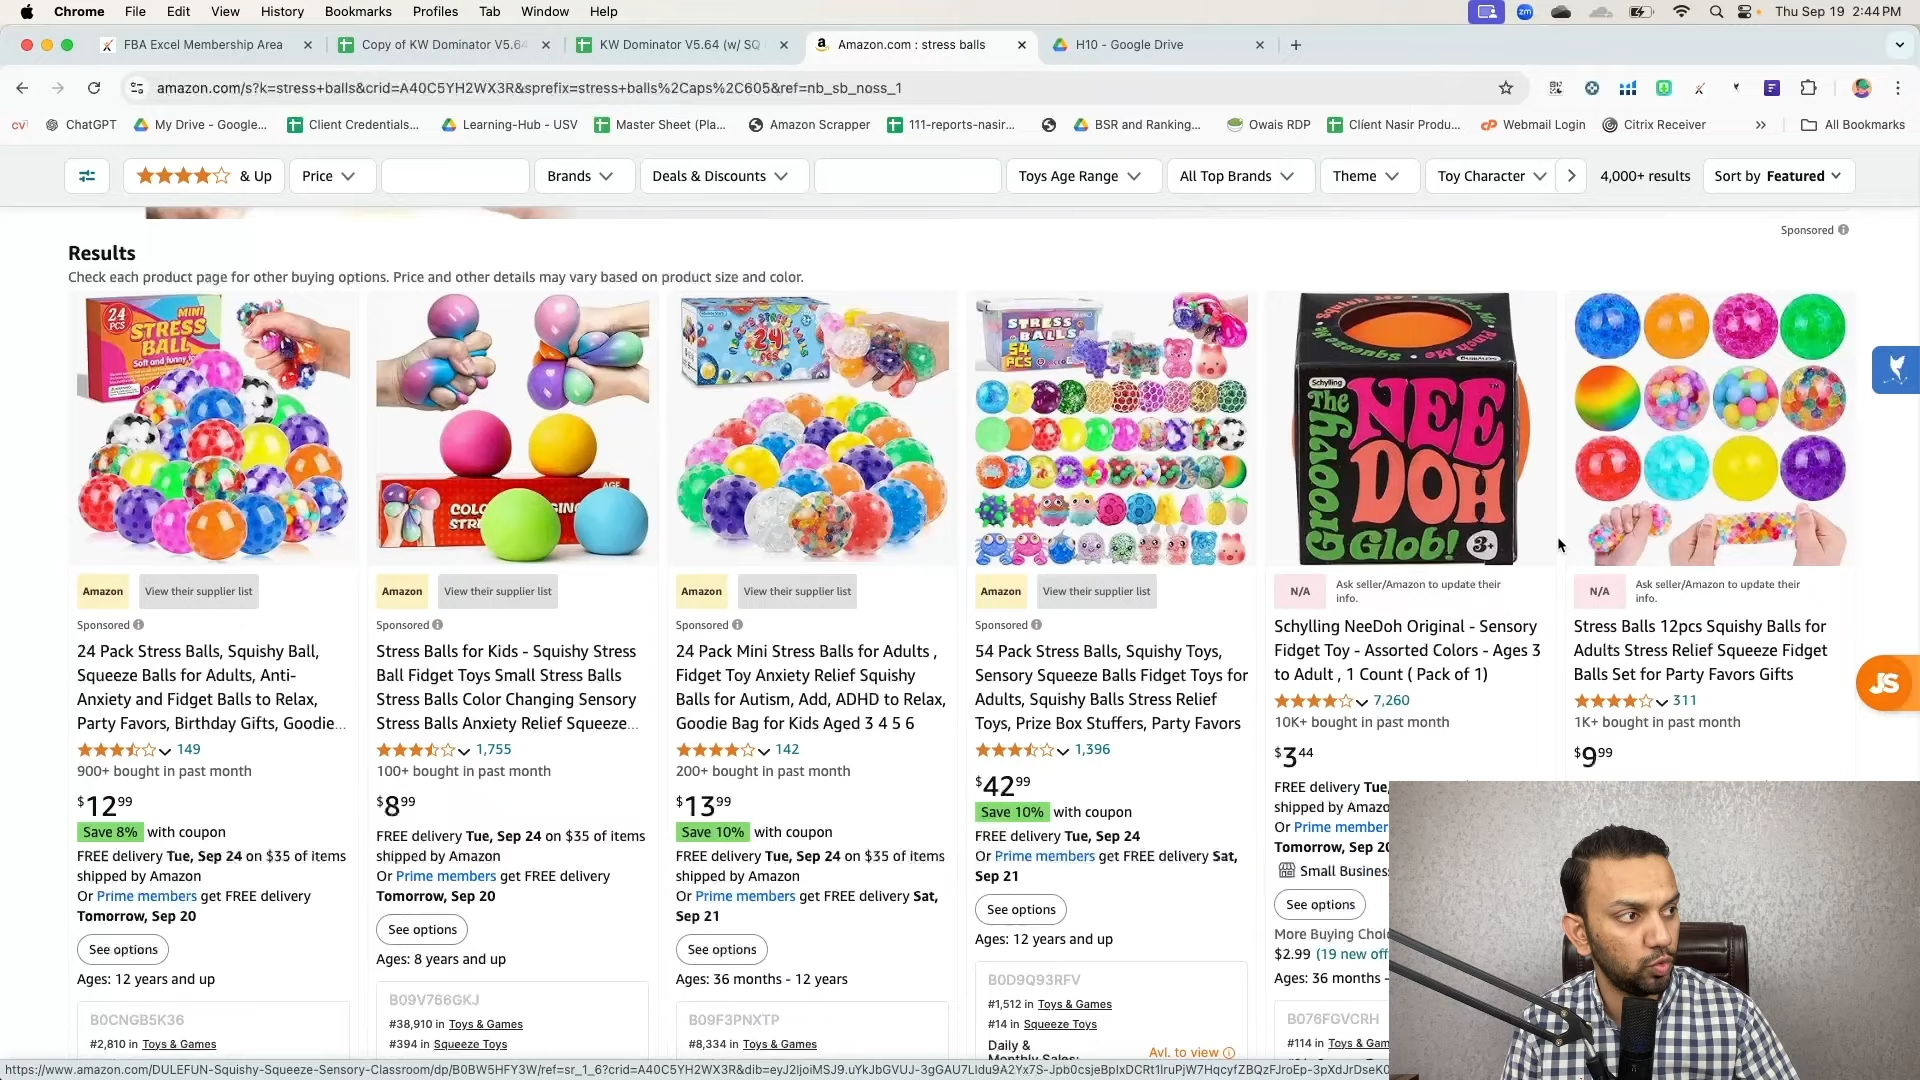 Chrome File Edit View History Bookmarks Profiles Tab Window Help
zm
Thu Sep 19 2:44 PM
FBA Excel Membership Area
Copy of KW Dominator V5.64
KW Dominator V5.64 (w/ SQ
Amazon.com : stress balls
H10 - Google Drive
amazon.com/s?k=stress+balls&crid=A40C5YH2WX3R&sprefix=stress+balls%2Caps%2C605&ref=nb_sb_noss_1
ChatGPT
My Drive - Google...
Client Credentials...
Learning-Hub - USV
Master Sheet (Pla...
Amazon Scrapper
111-reports-nasir...
BSR and Ranking...
Owais RDP
Client Nasir Produ...
Webmail Login
Citrix Receiver
All Bookmarks
& Up
Price
Brands
Deals & Discounts
Toys Age Range
All Top Brands
Theme
Toy Character
4,000+ results
Sort by Featured
Sponsored
Results
Check each product page for other buying options. Price and other details may vary based on product size and color.
24 PCS
MINI STRESS BALL
24
STRESS BALLS
54 PCS
Schylling
The Groovy Glob!
NEE DOH
3+
Amazon
View their supplier list
Sponsored
24 Pack Stress Balls, Squishy Ball,
Squeeze Balls for Adults, Anti-
Anxiety and Fidget Balls to Relax,
Party Favors, Birthday Gifts, Goodie...
149
900+ bought in past month
$12 99
Save 8% with coupon
FREE delivery Tue, Sep 24 on $35 of items
shipped by Amazon
Or Prime members get FREE delivery
Tomorrow, Sep 20
See options
Ages: 12 years and up
B0CNGB5K36
#2,810 in Toys & Games
Amazon
View their supplier list
Sponsored
Stress Balls for Kids - Squishy Stress
Ball Fidget Toys Small Stress Balls
Stress Balls Color Changing Sensory
Stress Balls Anxiety Relief Squeeze...
1,755
100+ bought in past month
$8 99
FREE delivery Tue, Sep 24 on $35 of items
shipped by Amazon
Or Prime members get FREE delivery
Tomorrow, Sep 20
See options
Ages: 8 years and up
B09V766GKJ
#38,910 in Toys & Games
#394 in Squeeze Toys
Amazon
View their supplier list
Sponsored
24 Pack Mini Stress Balls for Adults ,
Fidget Toy Anxiety Relief Squishy
Balls for Autism, Add, ADHD to Relax,
Goodie Bag for Kids Aged 3 4 5 6
142
200+ bought in past month
$13 99
Save 10% with coupon
FREE delivery Tue, Sep 24 on $35 of items
shipped by Amazon
Or Prime members get FREE delivery Sat,
Sep 21
See options
Ages: 36 months - 12 years
B09F3PNXTP
#8,334 in Toys & Games
Amazon
View their supplier list
Sponsored
54 Pack Stress Balls, Squishy Toys,
Sensory Squeeze Balls Fidget Toys for
Adults, Squishy Balls Stress Relief
Toys, Prize Box Stuffers, Party Favors
1,396
$42 99
Save 10% with coupon
FREE delivery Tue, Sep 24
Or Prime members get FREE delivery Sat,
Sep 21
See options
Ages: 12 years and up
B0D9Q93RFV
#1,512 in Toys & Games
#14 in Squeeze Toys
Daily &
Monthly Sales:
Avl. to view
N/A
Ask seller/Amazon to update their
info.
Schylling NeeDoh Original - Sensory
Fidget Toy - Assorted Colors - Ages 3
to Adult , 1 Count ( Pack of 1)
7,260
10K+ bought in past month
$3 44
FREE delivery Tue,
shipped by Amazo
Or Prime member
Tomorrow, Sep 20
Small Business
See options
More Buying Choi
$2.99 (19 new off
Ages: 36 months -
B076FGVCRH
#114 in Toys & Gam
N/A
Ask seller/Amazon to update their
info.
Stress Balls 12pcs Squishy Balls for
Adults Stress Relief Squeeze Fidget
Balls Set for Party Favors Gifts
311
1K+ bought in past month
$9 99
JS